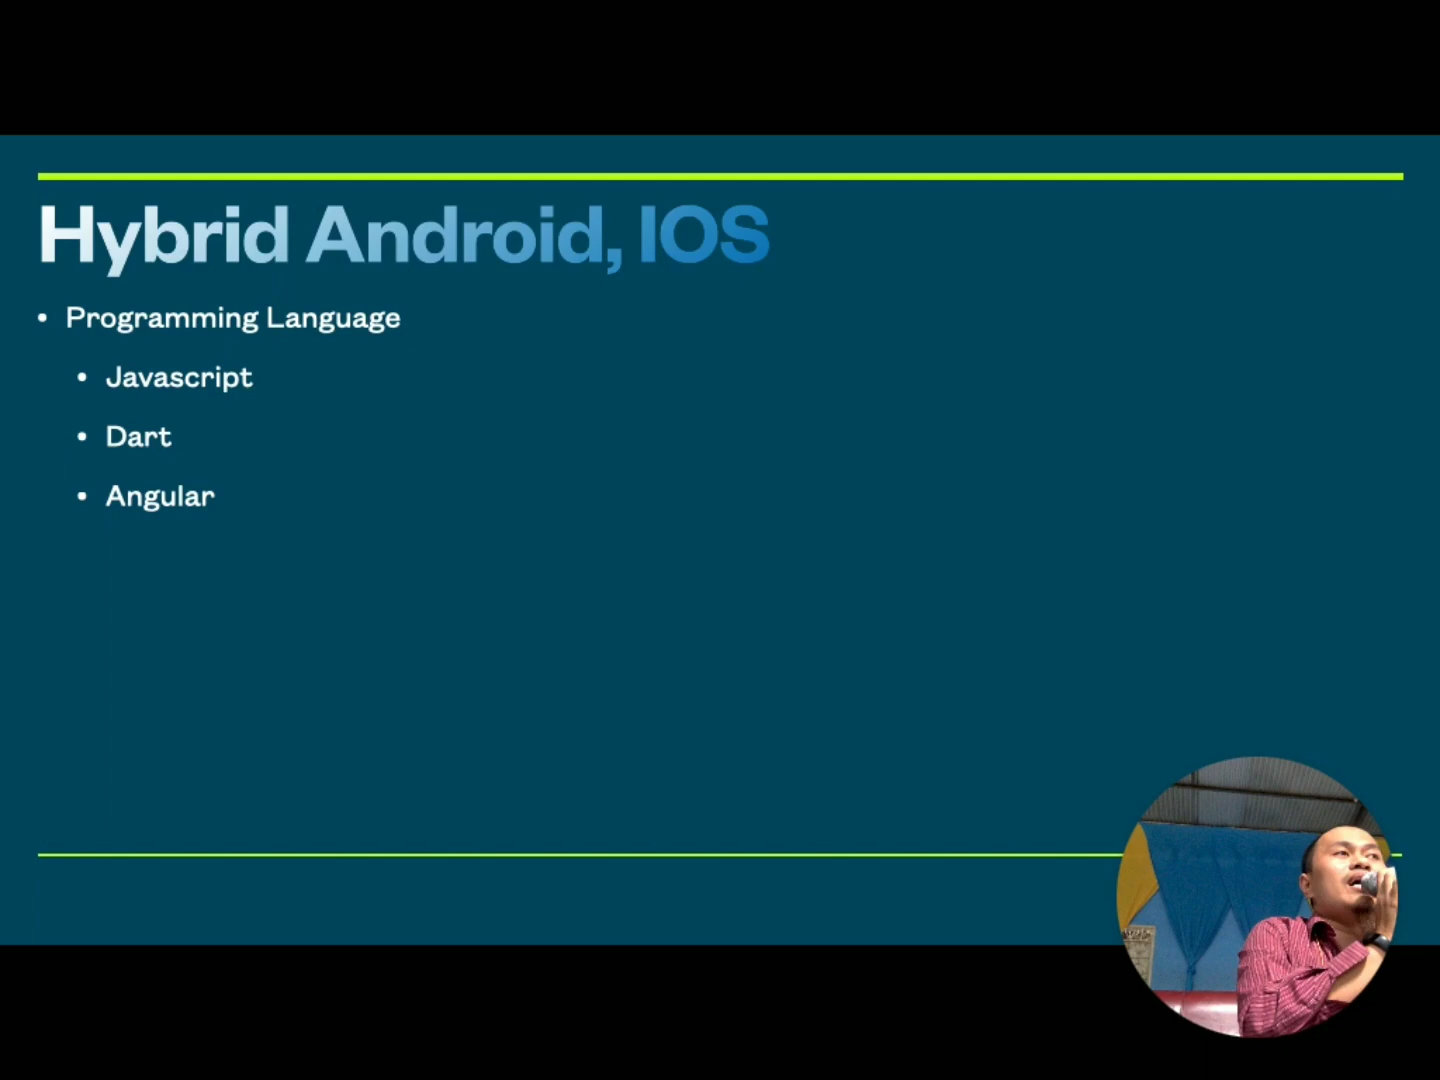 Hybrid Android, IOS
• Programming Language
• Javascript
• Dart
• Angular